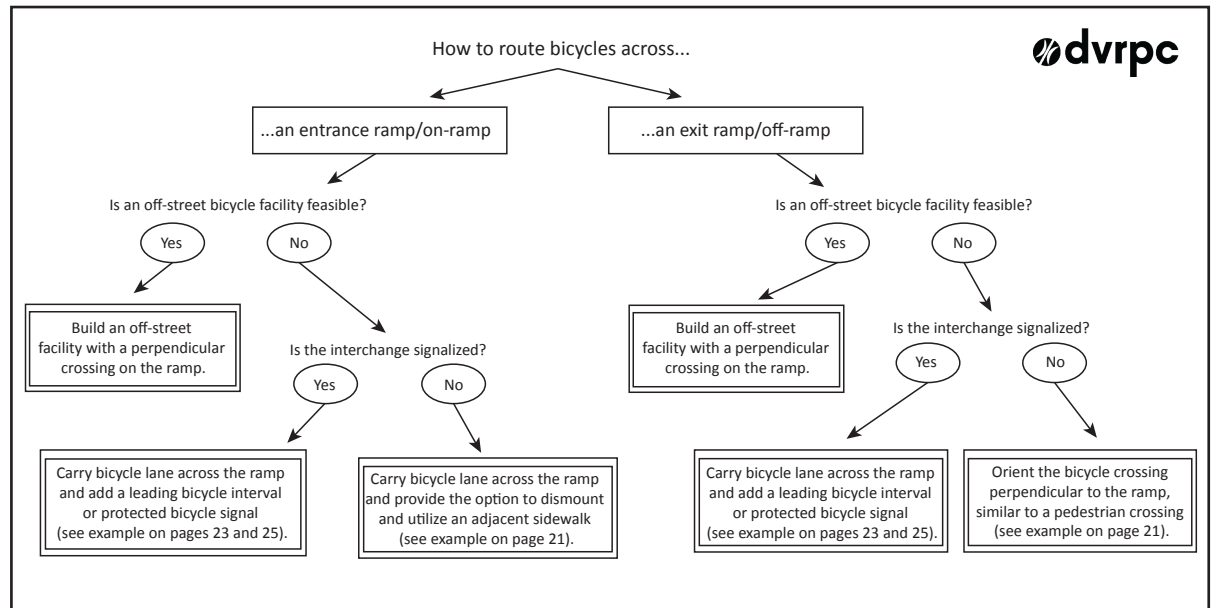 How to route bicycles across...
dvrpc
...an entrance ramp/on-ramp
...an exit ramp/off-ramp
Is an off-street bicycle facility feasible?
Yes
No
Build an off-street
facility with a perpendicular
crossing on the ramp.
Is the interchange signalized?
Yes
No
Carry bicycle lane across the ramp
and add a leading bicycle interval
or protected bicycle signal
(see example on pages 23 and 25).
Carry bicycle lane across the ramp
and provide the option to dismount
and utilize an adjacent sidewalk
(see example on page 21).
Is an off-street bicycle facility feasible?
Yes
No
Build an off-street
facility with a perpendicular
crossing on the ramp.
Is the interchange signalized?
Yes
No
Carry bicycle lane across the ramp
and add a leading bicycle interval
or protected bicycle signal
(see example on pages 23 and 25).
Orient the bicycle crossing
perpendicular to the ramp,
similar to a pedestrian crossing
(see example on page 21).